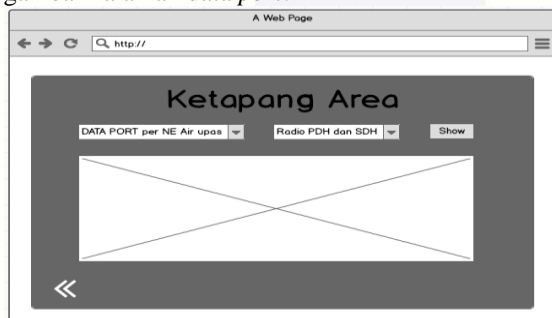 A Web Page
http://
Ketapang Area
DATA PORT per NE Air upas
Radio PDH dan SDH
Show